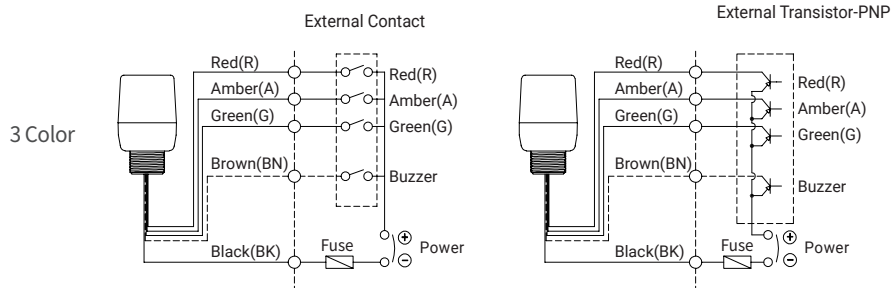 External Contact
Red(R)
Red(R)
Amber(A)
Amber(A)
Green(G)
Green(G)
3 Color
Brown(BN)
Buzzer
Black(BK)
Fuse
Power
External Transistor-PNP
Red(R)
Red(R)
Amber(A)
Amber(A)
Green(G)
Green(G)
Brown(BN)
Buzzer
Black(BK)
Fuse
Power